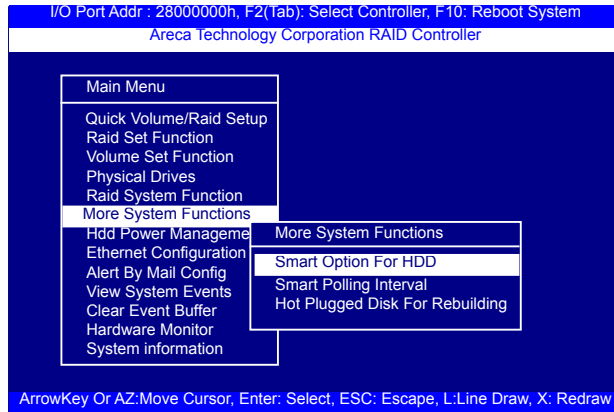 I/O Port Addr : 28000000h, F2(Tab): Select Controller, F10: Reboot System
Areca Technology Corporation RAID Controller
Main Menu
Quick Volume/Raid Setup
Raid Set Function
Volume Set Function
Physical Drives
Raid System Function
More System Functions
Hdd Power Manageme
Ethernet Configuration
Alert By Mail Config
View System Events
Clear Event Buffer
Hardware Monitor
System information
More System Functions
Smart Option For HDD
Smart Polling Interval
Hot Plugged Disk For Rebuilding
ArrowKey Or AZ:Move Cursor, Enter: Select, ESC: Escape, L:Line Draw, X: Redraw